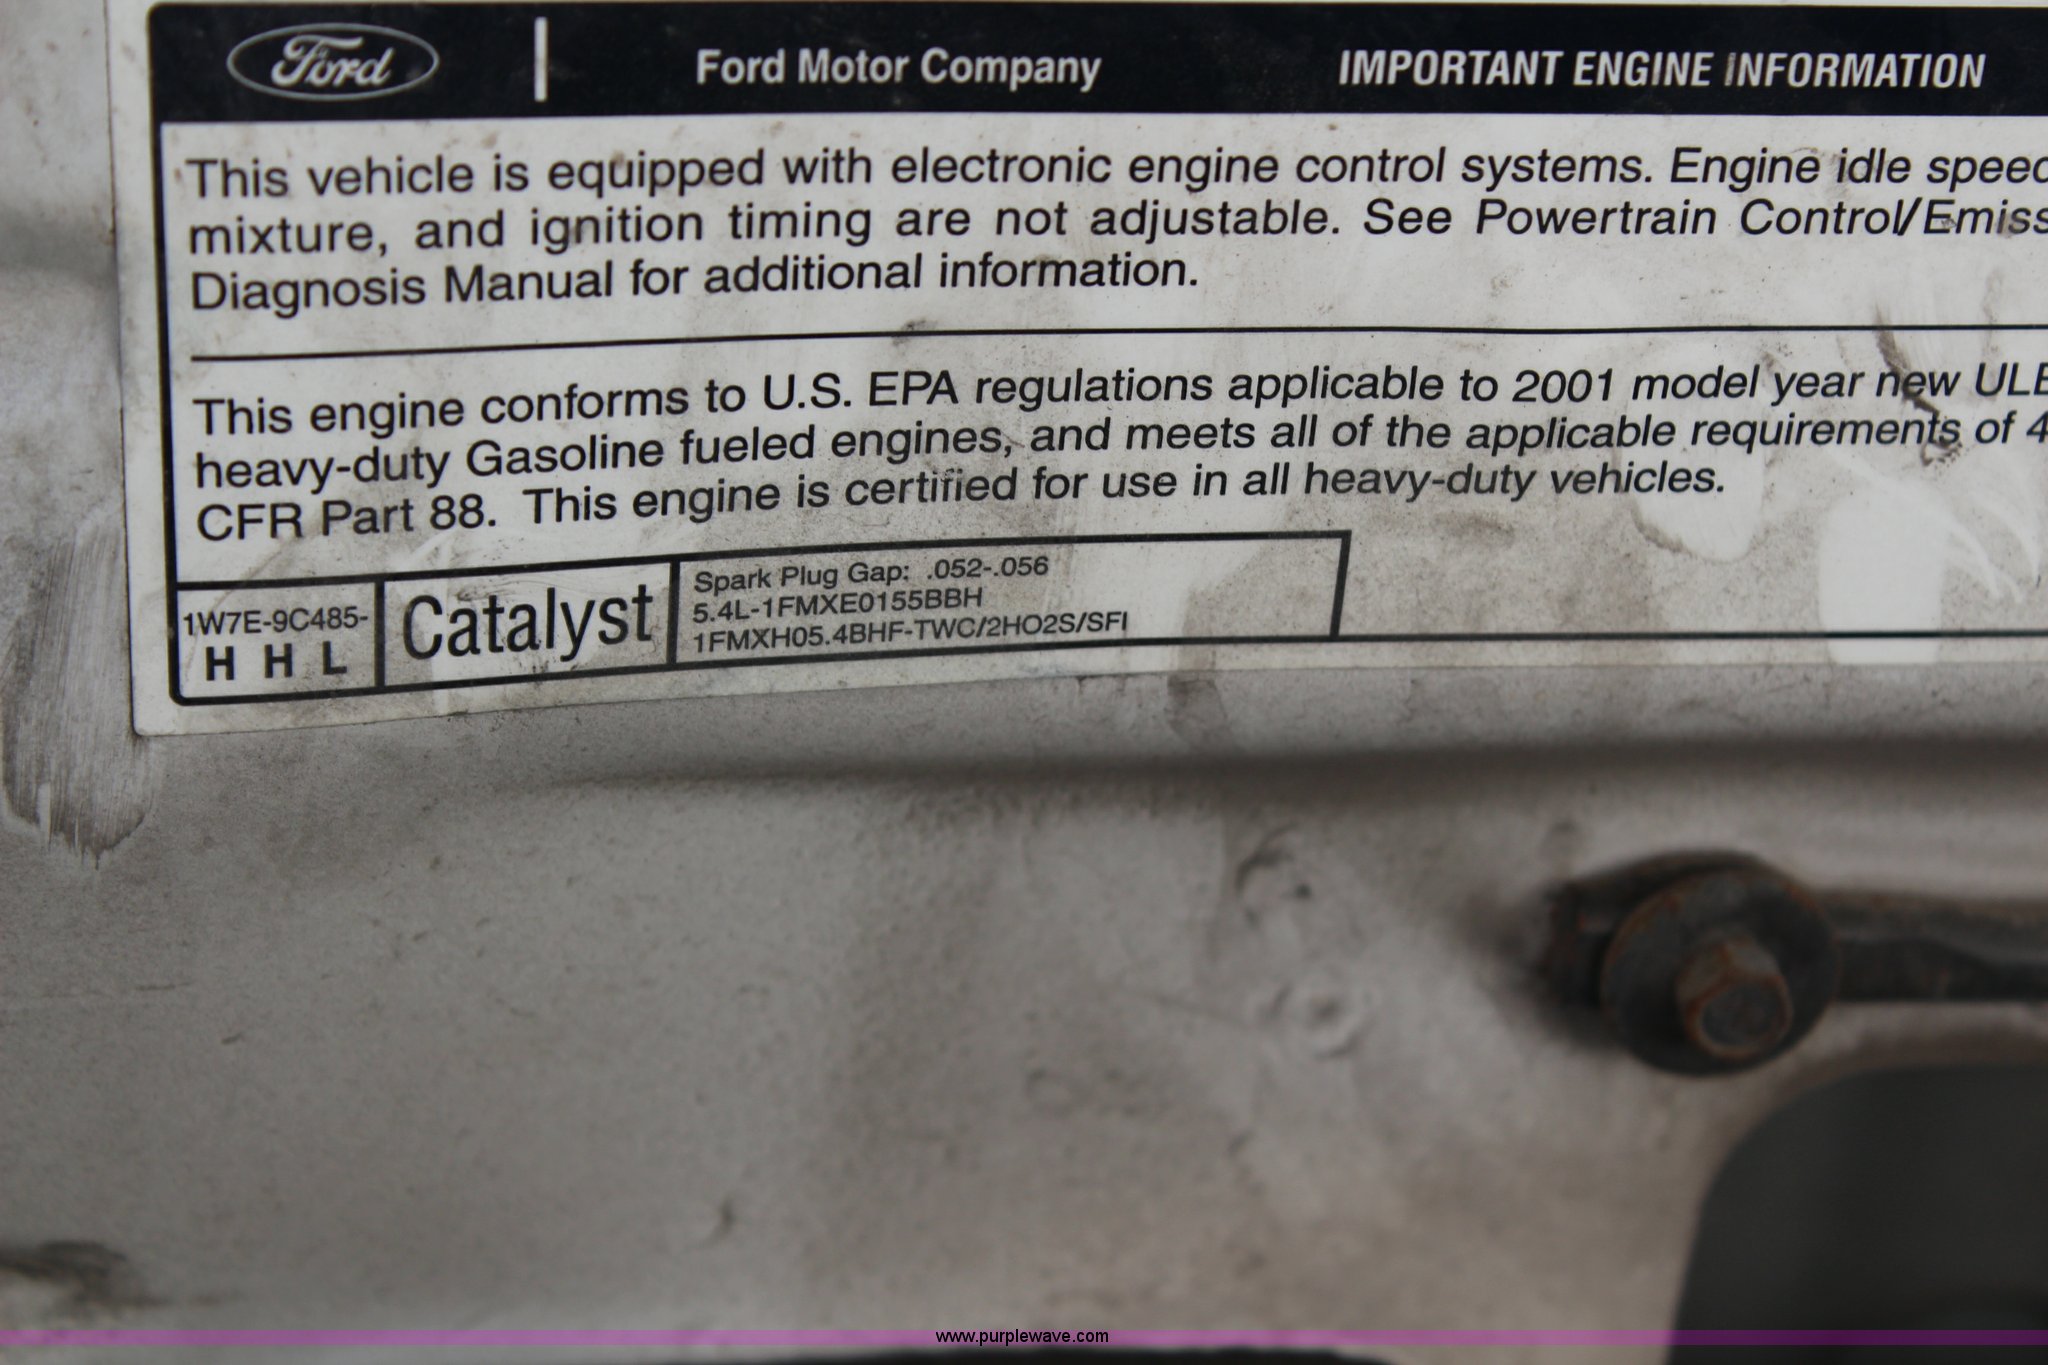 Ford
Ford Motor Company
IMPORTANT ENGINE INFORMATION
This vehicle is equipped with electronic engine control systems. Engine idle speed
mixture, and ignition timing are not adjustable. See Powertrain Control/Emiss
Diagnosis Manual for additional information.
This engine conforms to U.S. EPA regulations applicable to 2001 model year new ULE
heavy-duty Gasoline fueled engines, and meets all of the applicable requirements of 4
CFR Part 88. This engine is certified for use in all heavy-duty vehicles.
1W7E-9C485-
H H L
Catalyst
Spark Plug Gap: .052-.056
5.4L-1FMXE0155BBH
1FMXH05.4BHF-TWC/2HO2S/SFI
www.purplewave.com